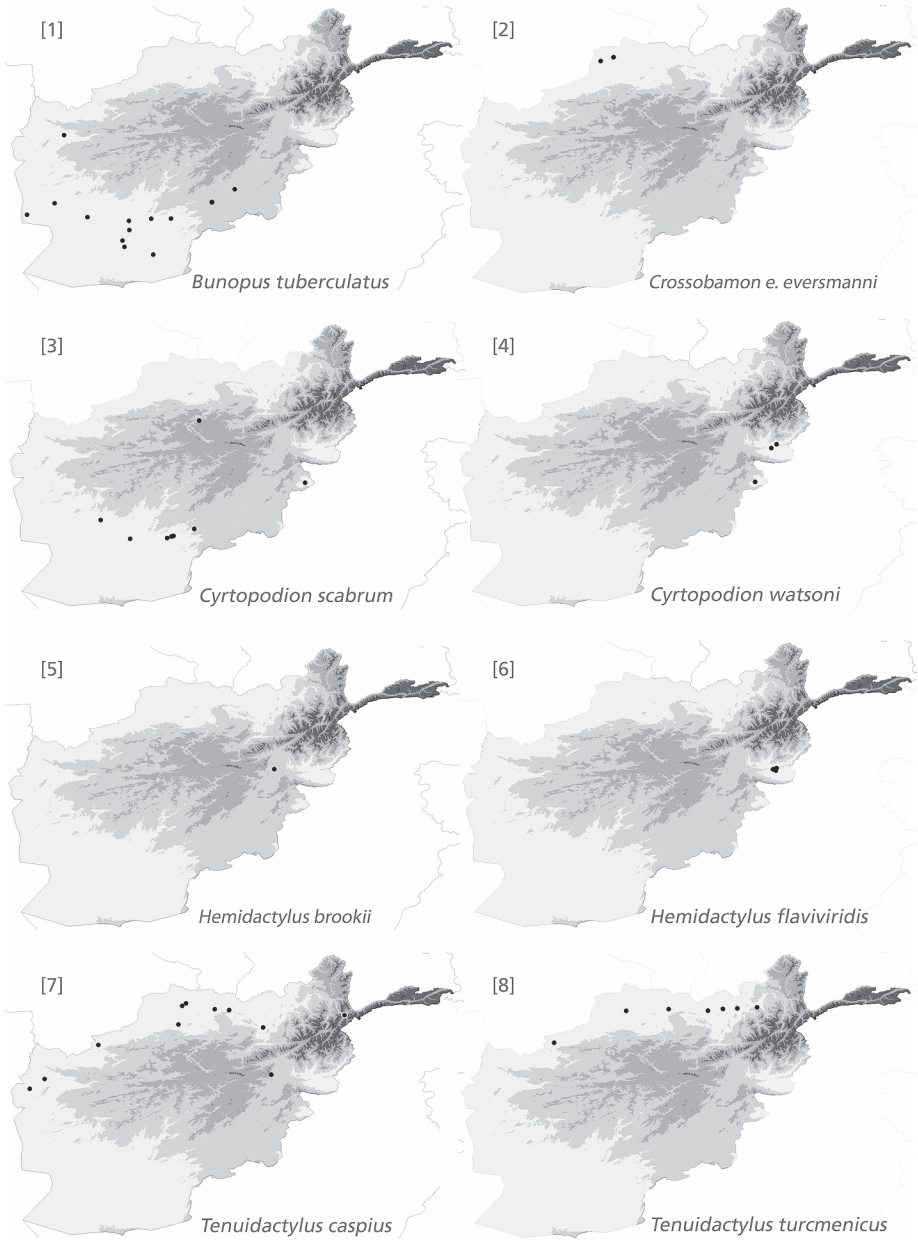 [1]
Bunopus tuberculatus
[2]
Crossobamon e. eversmanni
[3]
Cyrtopodion scabrum
[4]
Cyrtopodion watsoni
[5]
Hemidactylus brookii
[6]
Hemidactylus flaviviridis
[7]
Tenuidactylus caspius
[8]
Tenuidactylus turcmenicus